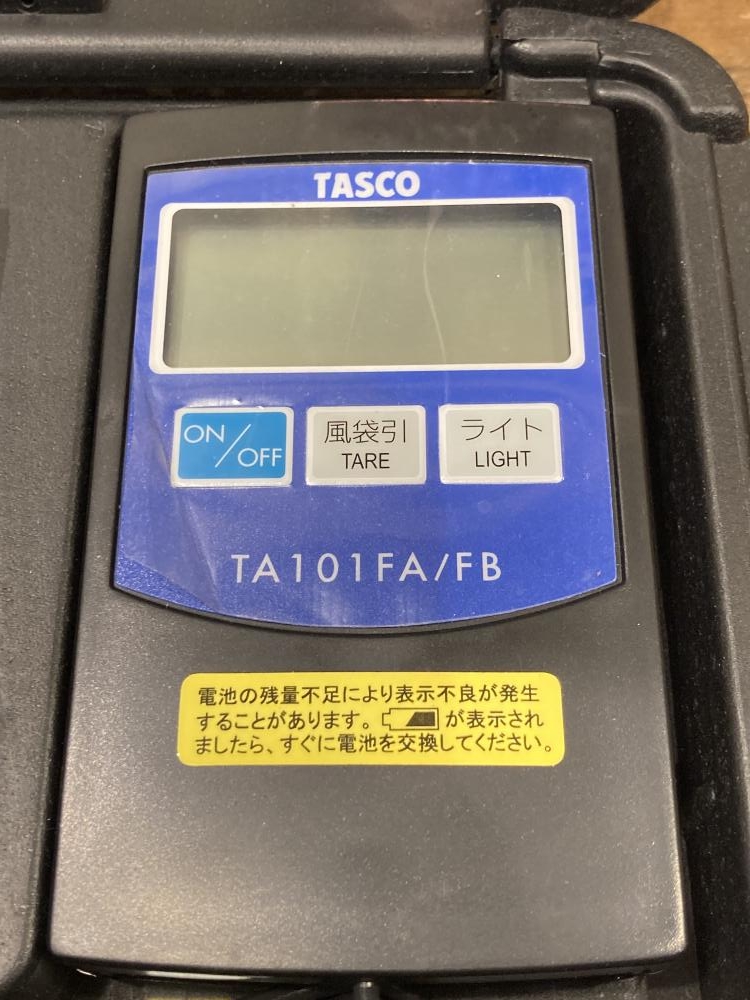 TASCO
ON/OFF
風袋引
TARE
ライト
LIGHT
TA101FA/FB
電池の残量不足により表示不良が発生
することがあります。 が表示され
ましたら、すぐに電池を交換してください。